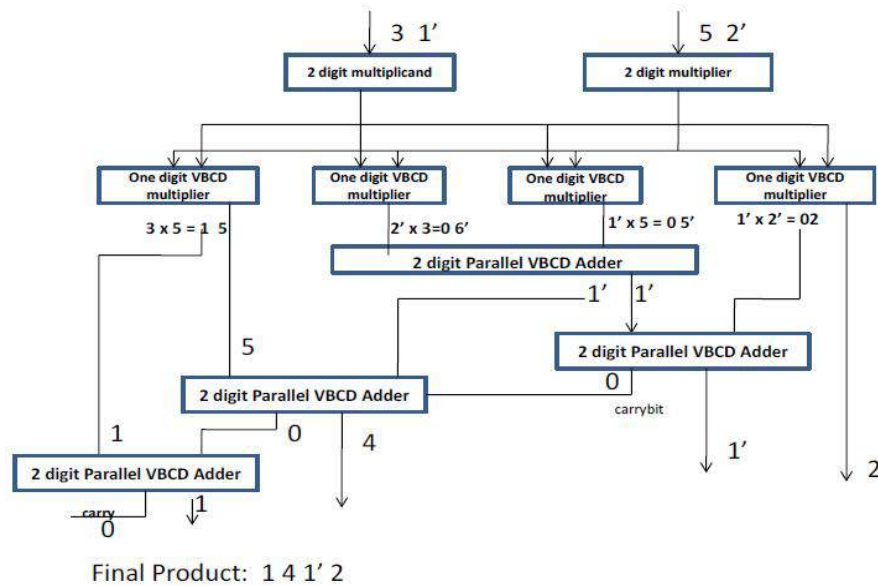 3 1’
5 2’
2 digit multiplicand
2 digit multiplier
One digit VBCD multiplier
One digit VBCD multiplier
One digit VBCD multiplier
One digit VBCD multiplier
3 x 5 = 1 5
2’ x 3=0 6’
1’ x 5 = 0 5’
1’ x 2’ = 02
2 digit Parallel VBCD Adder
1’
1’
5
2 digit Parallel VBCD Adder
2 digit Parallel VBCD Adder
0
carrybit
1
0
4
1’
2
2 digit Parallel VBCD Adder
carry
0
1
Final Product: 1 4 1’ 2